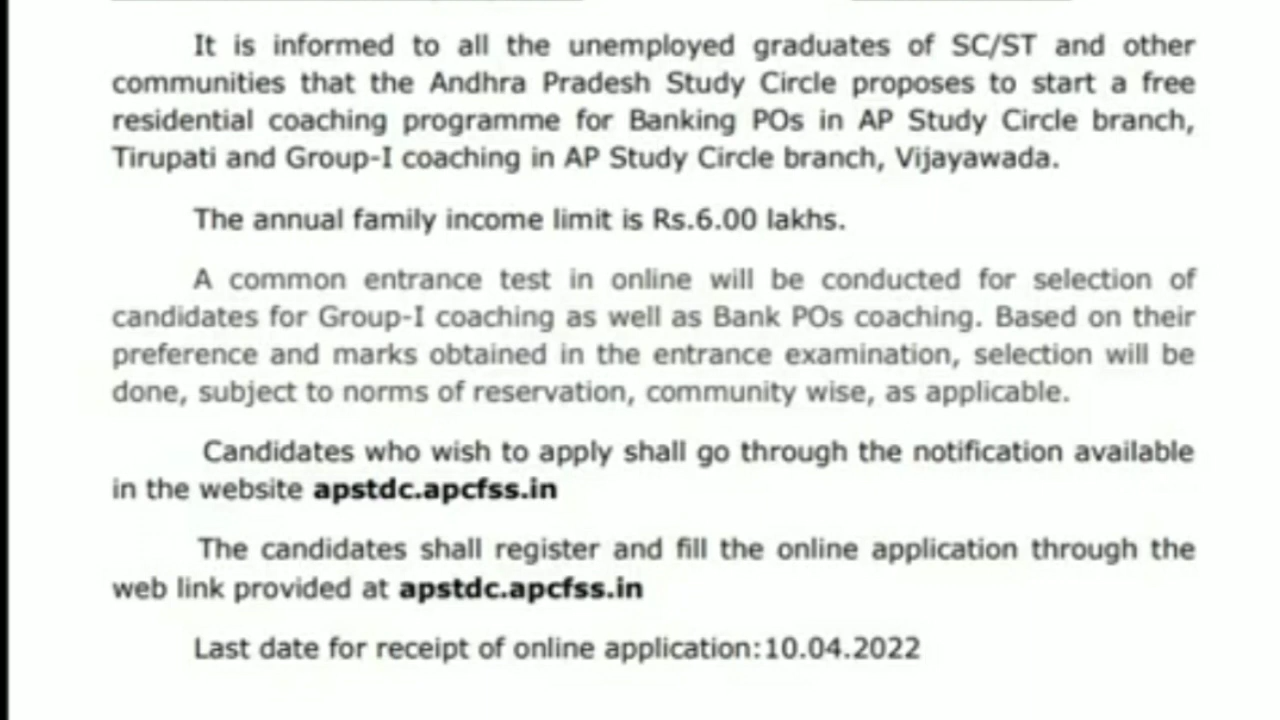 It is informed to all the unemployed graduates of SC/ST and other
communities that the Andhra Pradesh Study Circle proposes to start a free
residential coaching programme for Banking POs in AP Study Circle branch,
Tirupati and Group-I coaching in AP Study Circle branch, Vijayawada.
The annual family income limit is Rs.6.00 lakhs.
A common entrance test in online will be conducted for selection of
candidates for Group-I coaching as well as Bank POs coaching. Based on their
preference and marks obtained in the entrance examination, selection will be
done, subject to norms of reservation, community wise, as applicable.
Candidates who wish to apply shall go through the notification available
in the website apstdc.apcfss.in
The candidates shall register and fill the online application through the
web link provided at apstdc.apcfss.in
Last date for receipt of online application:10.04.2022